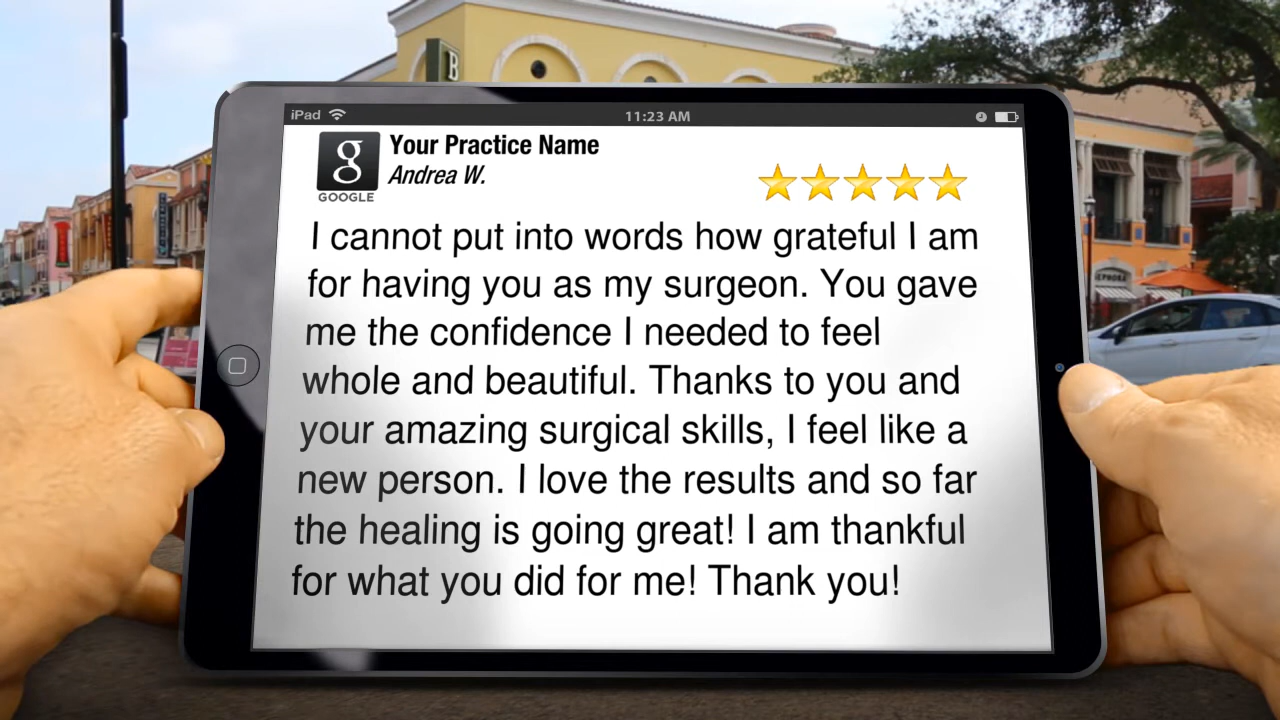 B
iPad 11:23 AM
g
GOOGLE
Your Practice Name
Andrea W.
I cannot put into words how grateful I am
for having you as my surgeon. You gave
me the confidence I needed to feel
whole and beautiful. Thanks to you and
your amazing surgical skills, I feel like a
new person. I love the results and so far
the healing is going great! I am thankful
for what you did for me! Thank you!
SEPHORA